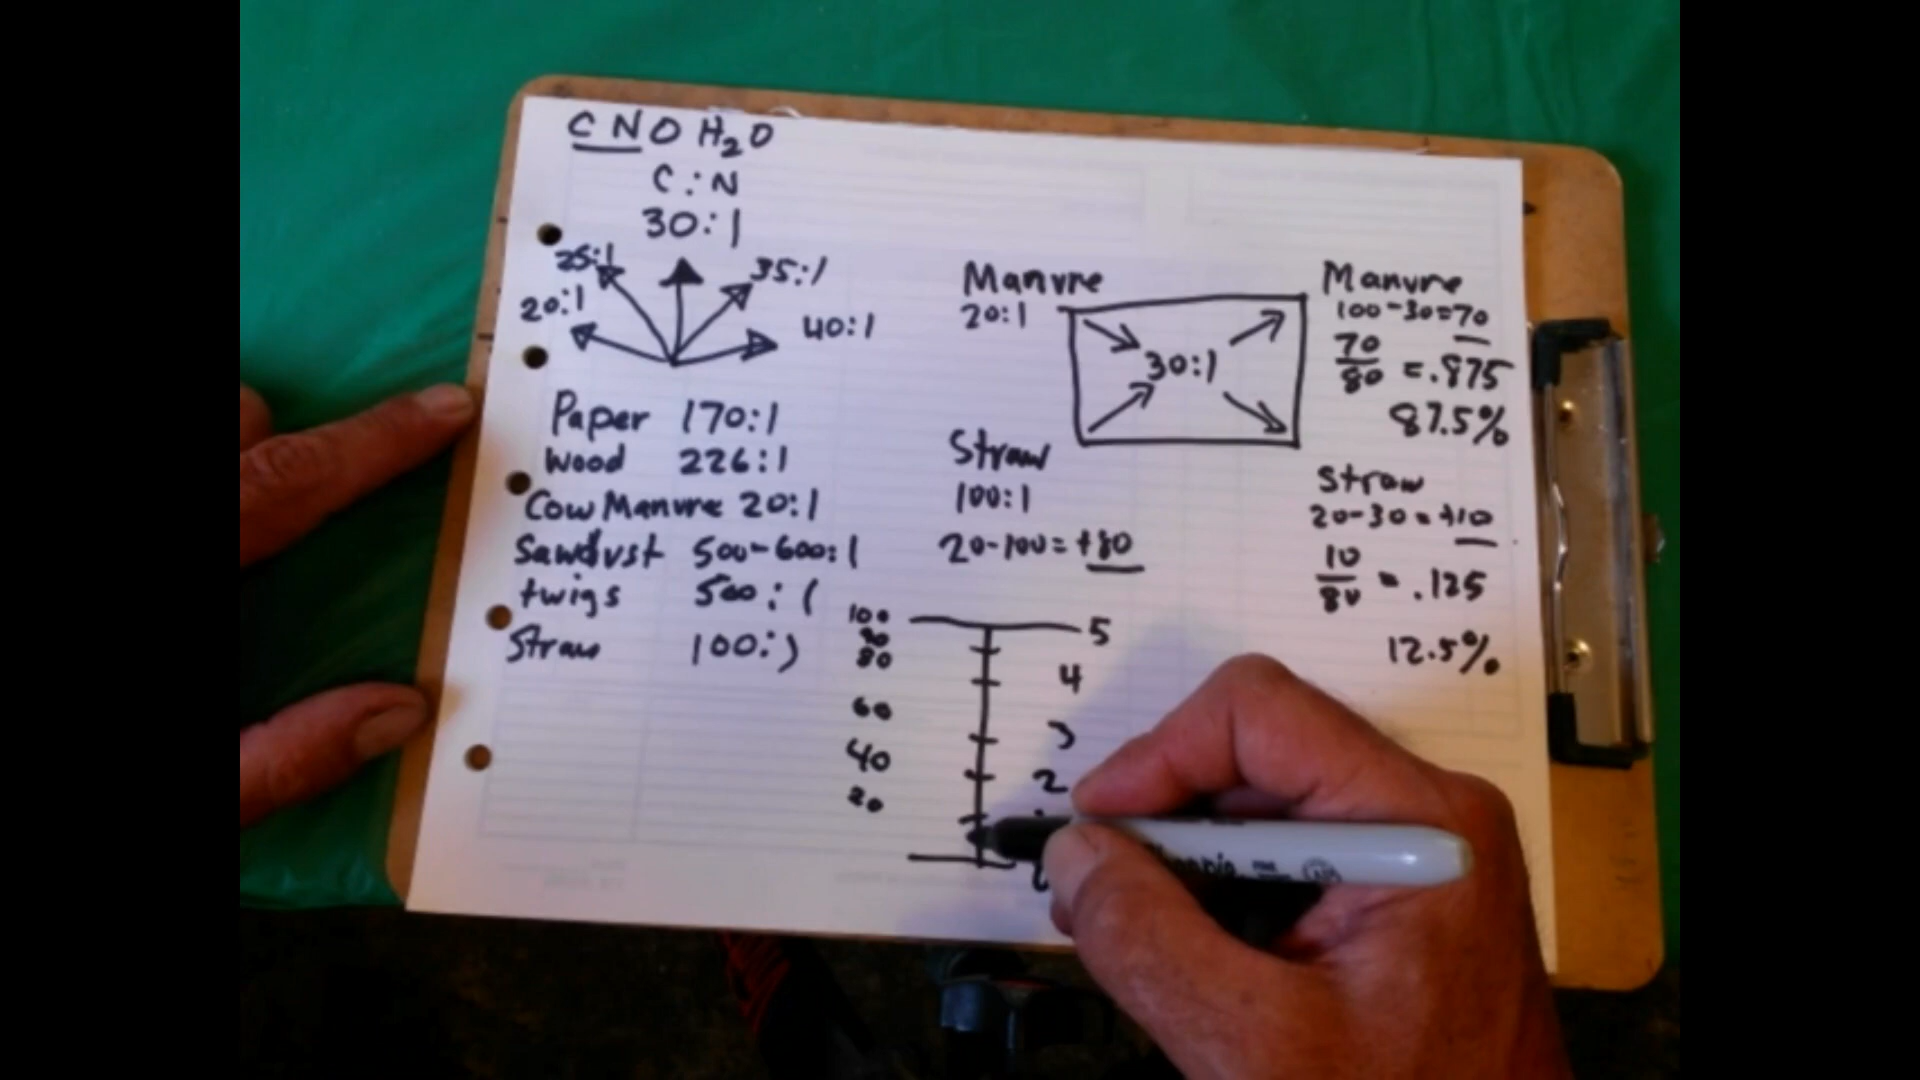 C N O H2O
C:N
30:1
25:1
35:1
20:1
40:1
Paper 170:1
Wood 226:1
Cow Manure 20:1
Sawdust 500-600:1
twigs 500:1
Straw 100:1
Manure
20:1
30:1
Straw
100:1
20-100=+80
100
90
80
60
40
20
5
4
3
2
Manure
100-30=70
70
80 =.875
87.5%
Straw
20-30=+10
10
80 = .125
12.5%